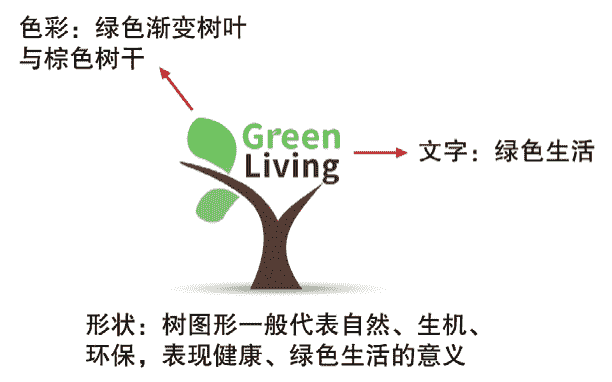 色彩：绿色渐变树叶
与棕色树干
Green
Living
文字：绿色生活
形状：树图形一般代表自然、生机、
环保，表现健康、绿色生活的意义